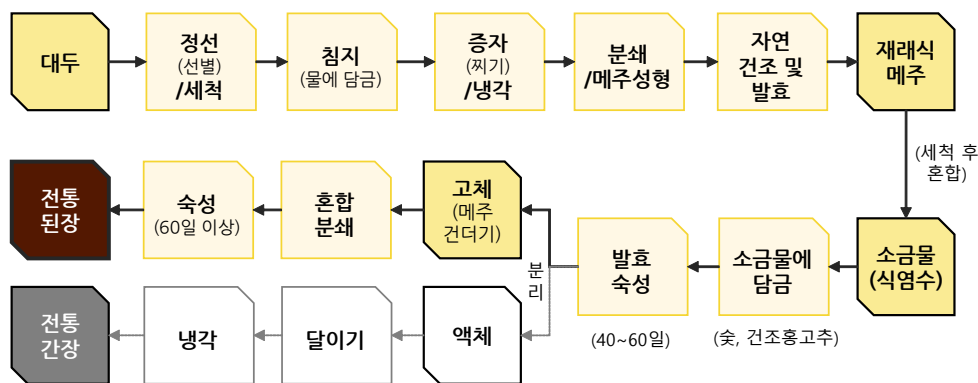 대두
정선
(선별)
/세척
침지
(물에 담금)
증자
(찌기)
/냉각
분쇄
/메주성형
자연
건조 및
발효
재래식
메주
(세척 후
혼합)
전통
된장
숙성
(60일 이상)
혼합
분쇄
고체
(메주
건더기)
분
리
발효
숙성
(40~60일)
소금물에
담금
(숯, 건조홍고추)
소금물
(식염수)
전통
간장
냉각
달이기
액체